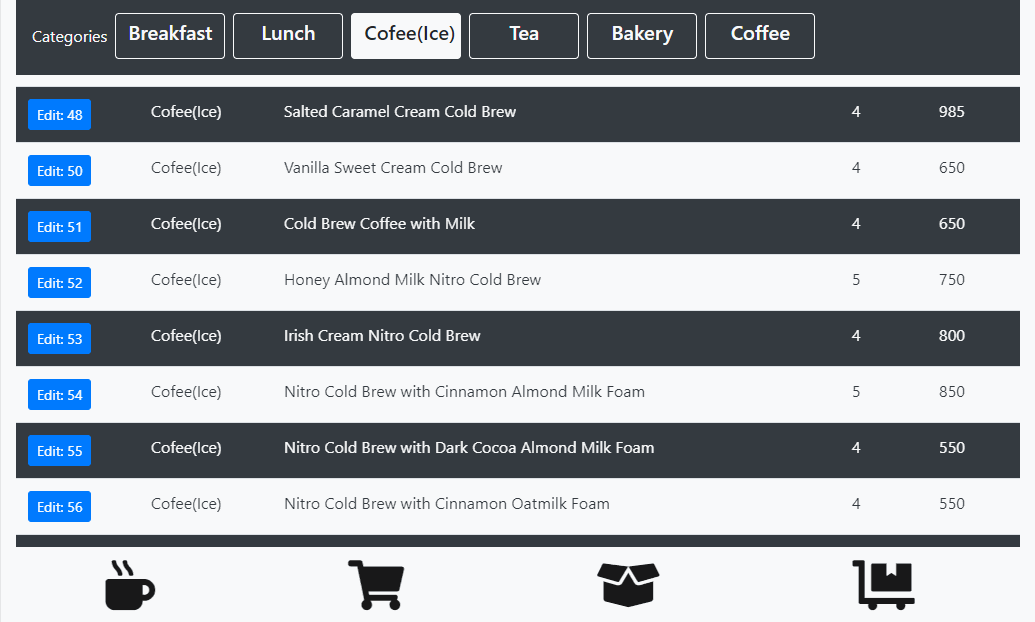 Categories Breakfast Lunch Cofee(Ice) Tea Bakery Coffee
Edit: 48 Cofee(Ice) Salted Caramel Cream Cold Brew 4 985
Edit: 50 Cofee(Ice) Vanilla Sweet Cream Cold Brew 4 650
Edit: 51 Cofee(Ice) Cold Brew Coffee with Milk 4 650
Edit: 52 Cofee(Ice) Honey Almond Milk Nitro Cold Brew 5 750
Edit: 53 Cofee(Ice) Irish Cream Nitro Cold Brew 4 800
Edit: 54 Cofee(Ice) Nitro Cold Brew with Cinnamon Almond Milk Foam 5 850
Edit: 55 Cofee(Ice) Nitro Cold Brew with Dark Cocoa Almond Milk Foam 4 550
Edit: 56 Cofee(Ice) Nitro Cold Brew with Cinnamon Oatmilk Foam 4 550